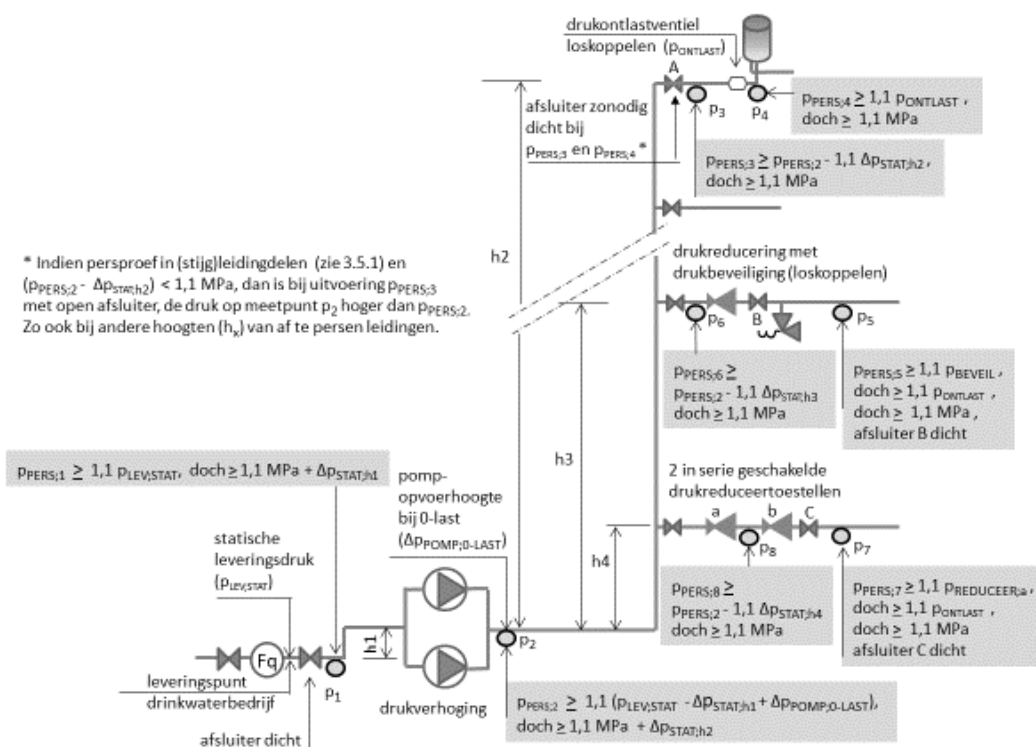 drukontlastventiel
loskoppelen (pONTLAST)
A
p3
p4
pPERS;4 ≥ 1,1 pONTLAST ,
doch ≥ 1,1 MPa
h2
afsluiter zonodig
dicht bij
pPERS;3 en pPERS;4 *
pPERS;3 ≥ pPERS;2 - 1,1 ΔpSTAT;h2,
doch ≥ 1,1 MPa
* Indien persproef in (stijg)leidingdelen (zie 3.5.1) en
(pPERS;2 - ΔpSTAT;h2) < 1,1 MPa, dan is bij uitvoering pPERS;3
met open afsluiter, de druk op meetpunt p2 hoger dan pPERS;2.
Zo ook bij andere hoogten (hx) van af te persen leidingen.
drukreducering met
drukbeveiliging (loskoppelen)
p6
B
p5
pPERS;6 ≥
pPERS;2 - 1,1 ΔpSTAT;h3
doch ≥ 1,1 MPa
pPERS;5 ≥ 1,1 pBEVEIL ,
doch ≥ 1,1 pONTLAST ,
doch ≥ 1,1 MPa ,
afsluiter B dicht
h3
2 in serie geschakelde
drukreduceertoestellen
a
b
C
p8
p7
h4
pPERS;8 ≥
pPERS;2 - 1,1 ΔpSTAT;h4
doch ≥ 1,1 MPa
pPERS;7 ≥ 1,1 pREDUCEER;a,
doch ≥ 1,1 pONTLAST ,
doch ≥ 1,1 MPa
afsluiter C dicht
pPERS;1 ≥ 1,1 pLEV;STAT, doch ≥ 1,1 MPa + ΔpSTAT;h1
pomp-
opvoerhoogte
bij 0-last
(ΔpPOMP;0-LAST)
statische
leveringsdruk
(pLEV;STAT)
h1
Fq
p1
p2
leveringspunt
drinkwaterbedrijf
drukverhoging
afsluiter dicht
pPERS;2 ≥ 1,1 (pLEV;STAT - ΔpSTAT;h1 + ΔpPOMP;0-LAST),
doch ≥ 1,1 MPa + ΔpSTAT;h2